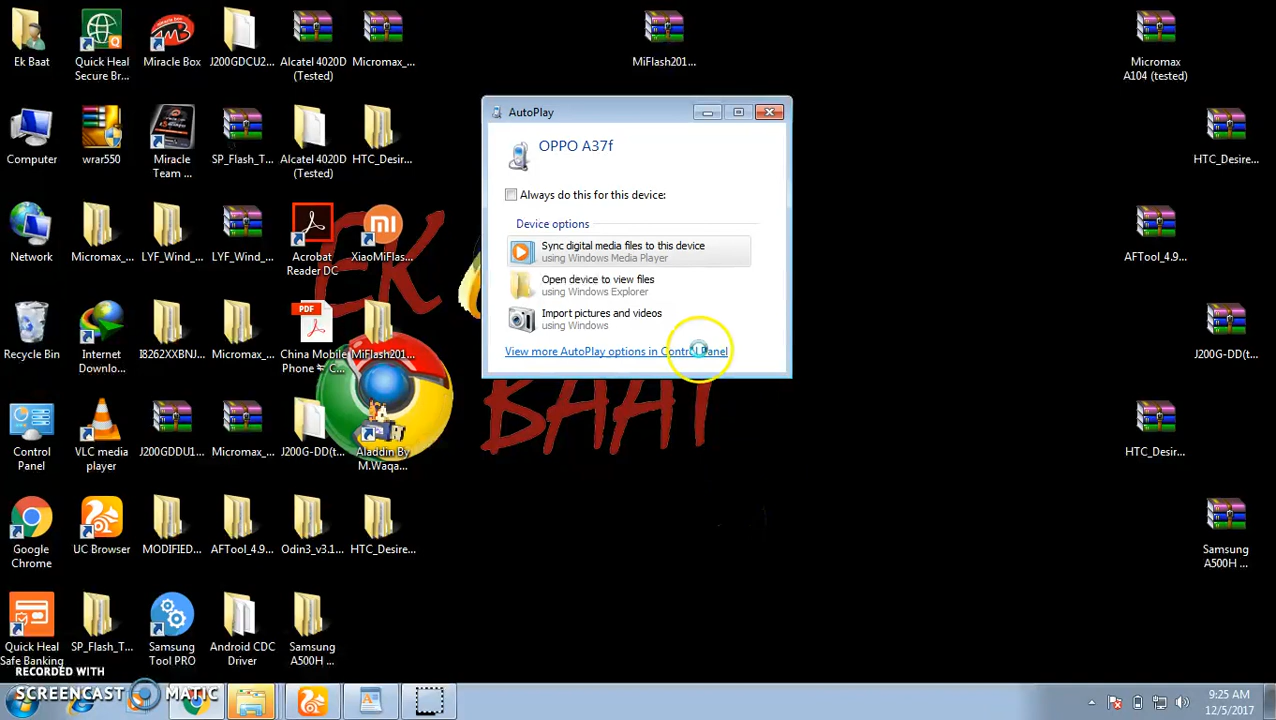 Ek Baat
Quick Heal
Secure Br...
Miracle Box
J200GDCU2...
Alcatel 4020D
(Tested)
Micromax_...
MiFlash201...
Micromax
A104 (tested)
Computer
wrar550
Miracle
Team ...
SP_Flash_T...
Alcatel 4020D
(Tested)
HTC_Desir...
HTC_Desire...
AutoPlay
OPPO A37f
Always do this for this device:
Device options
Sync digital media files to this device
using Windows Media Player
Open device to view files
using Windows Explorer
Import pictures and videos
using Windows
View more AutoPlay options in Control Panel
Network
Micromax_...
LYF_Wind_...
LYF_Wind_...
Acrobat
Reader DC
XiaoMiFlas...
AFTool_4.9...
EK
BAAT
Recycle Bin
Internet
Downlo...
I8262XXBNJ...
Micromax_...
PDF
China Mobile
Phone ≒ C...
MiFlash201...
J200G-DD(t...
Control
Panel
VLC media
player
J200GDDU1...
Micromax_...
J200G-DD(t...
Aladdin By
M.Waqa...
HTC_Desir...
Google
Chrome
UC Browser
MODIFIED...
AFTool_4.9...
Odin3_v3.1...
HTC_Desire...
Samsung
A500H ...
Quick Heal
Safe Banking
SP_Flash_T...
Samsung
Tool PRO
Android CDC
Driver
Samsung
A500H ...
RECORDED WITH
SCREENCAST MATIC
9:25 AM
12/5/2017